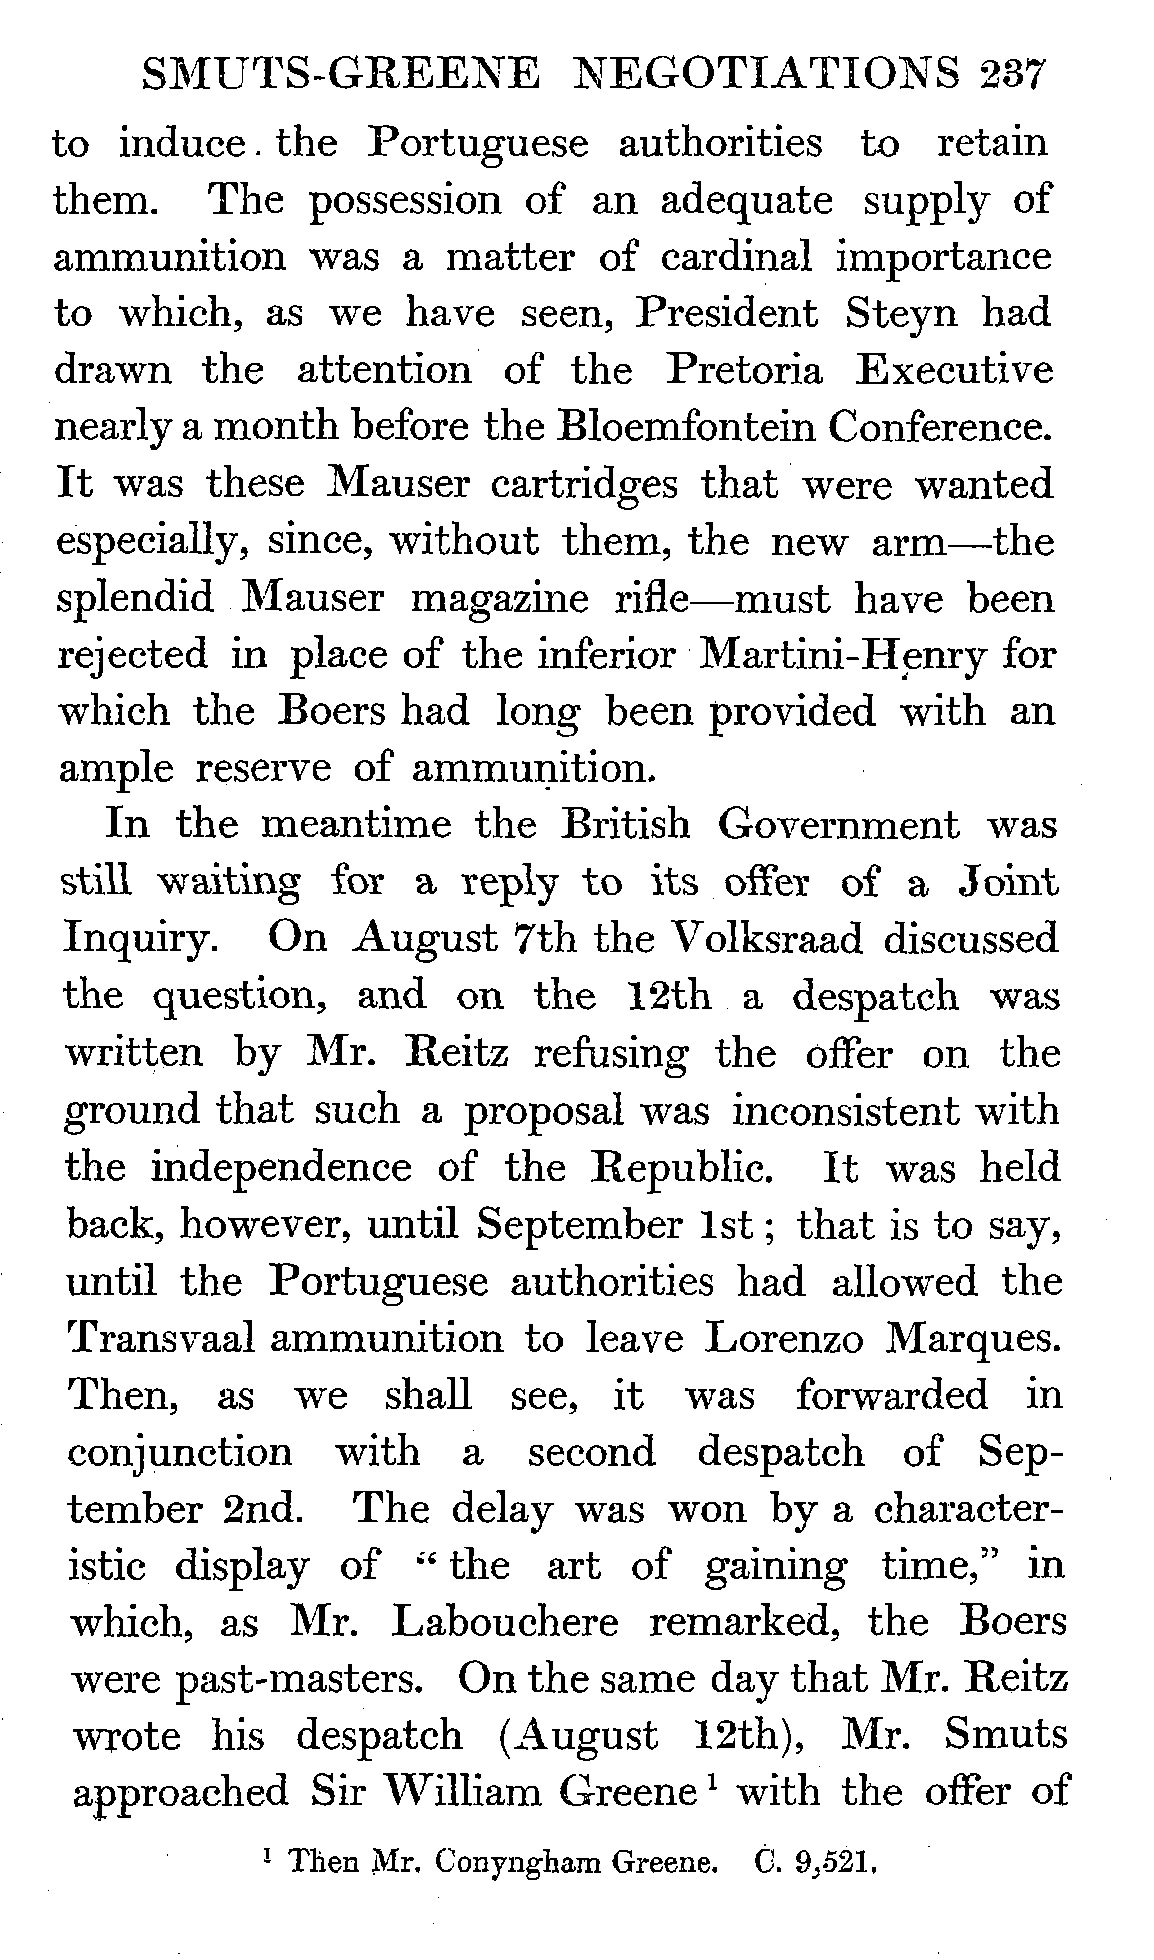 SMUTS-GREENE NEGOTIATIONS 237
to induce the Portuguese authorities to retain
them. The possession of an adequate supply of
ammunition was a matter of cardinal importance
to which, as we have seen, President Steyn had
drawn the attention of the Pretoria Executive
nearly a month before the Bloemfontein Conference.
It was these Mauser cartridges that were wanted
especially, since, without them, the new arm—the
splendid Mauser magazine rifle—must have been
rejected in place of the inferior Martini-Henry for
which the Boers had long been provided with an
ample reserve of ammunition.
In the meantime the British Government was
still waiting for a reply to its offer of a Joint
Inquiry. On August 7th the Volksraad discussed
the question, and on the 12th a despatch was
written by Mr. Reitz refusing the offer on the
ground that such a proposal was inconsistent with
the independence of the Republic. It was held
back, however, until September 1st; that is to say,
until the Portuguese authorities had allowed the
Transvaal ammunition to leave Lorenzo Marques.
Then, as we shall see, it was forwarded in
conjunction with a second despatch of Sep-
tember 2nd. The delay was won by a character-
istic display of “the art of gaining time,” in
which, as Mr. Labouchere remarked, the Boers
were past-masters. On the same day that Mr. Reitz
wrote his despatch (August 12th), Mr. Smuts
approached Sir William Greene ¹ with the offer of
¹ Then Mr. Conyngham Greene. C. 9,521.